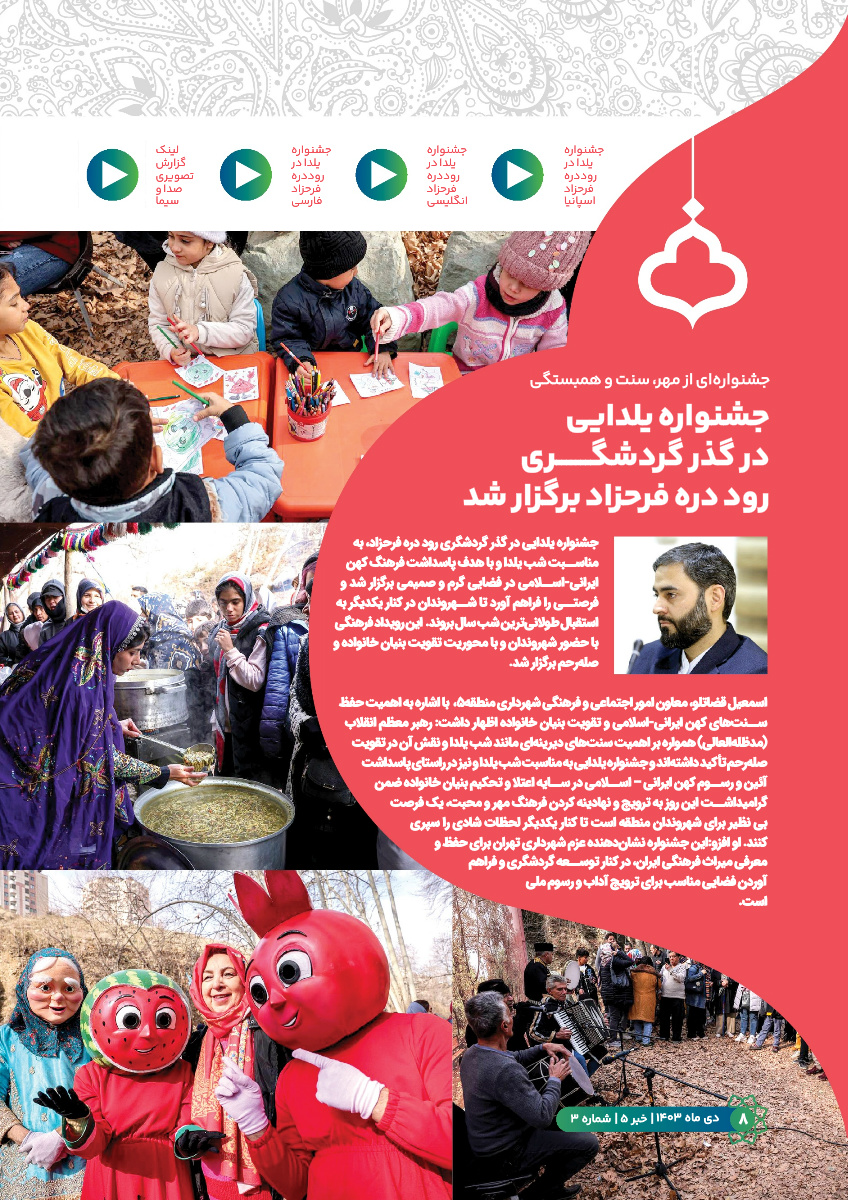 جشنواره
یلدا در
روددره
فرحزاد
اسپانیا
جشنواره
یلدا در
روددره
فرحزاد
انگلیسی
جشنواره
یلدا در
روددره
فرحزاد
فارسی
لینک
گزارش
تصویری
صدا و
سیما
جشنواره‌ای از مهر، سنت و همبستگی
جشنواره یلدایی
در گذر گردشگری
رود دره فرحزاد برگزار شد
جشنواره یلدایی در گذر گردشگری رود دره فرحزاد، به
مناسبت شب یلدا و با هدف پاسداشت فرهنگ کهن
ایرانی-اسلامی در فضایی گرم و صمیمی برگزار شد و
فرصتی را فراهم آورد تا شهروندان در کنار یکدیگر به
استقبال طولانی‌ترین شب سال بروند. این رویداد فرهنگی
با حضور شهروندان و با محوریت تقویت بنیان خانواده و
صله‌رحم برگزار شد.
اسمعیل قضاتلو، معاون امور اجتماعی و فرهنگی شهرداری منطقه۵، با اشاره به اهمیت حفظ
سنت‌های کهن ایرانی-اسلامی و تقویت بنیان خانواده اظهار داشت: رهبر معظم انقلاب
(مدظله‌العالی) همواره بر اهمیت سنت‌های دیرینه‌ای مانند شب یلدا و نقش آن در تقویت
صله‌رحم تأکید داشته‌اند و جشنواره یلدایی به مناسبت شب یلدا و نیز در راستای پاسداشت
آئین و رسوم کهن ایرانی – اسلامی در سایه اعتلا و تحکیم بنیان خانواده ضمن
گرامیداشت این روز به ترویج و نهادینه کردن فرهنگ مهر و محبت، یک فرصت
بی نظیر برای شهروندان منطقه است تا کنار یکدیگر لحظات شادی را سپری
کنند. او افزو:این جشنواره نشان‌دهنده عزم شهرداری تهران برای حفظ و
معرفی میراث فرهنگی ایران، در کنار توسعه گردشگری و فراهم
آوردن فضایی مناسب برای ترویج آداب و رسوم ملی
است.
۸ دی ماه ۱۴۰۳ | خبر ۵ | شماره ۳